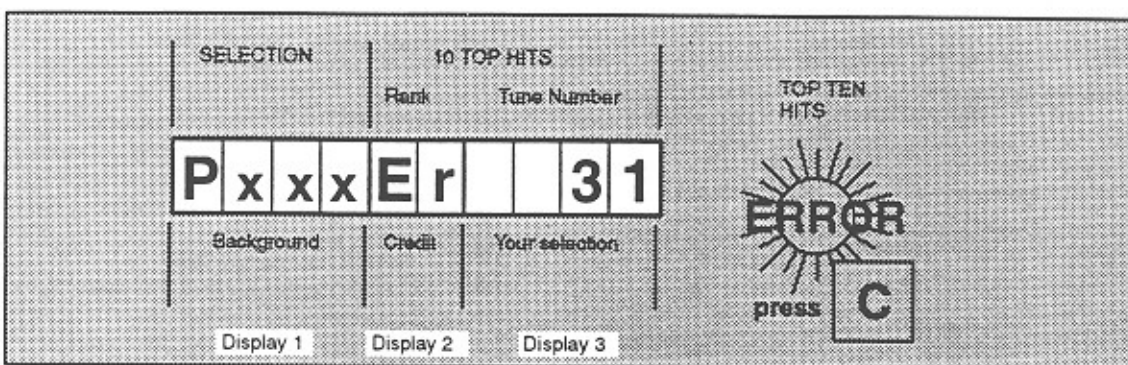 SELECTION 10 TOP HITS
Rank Tune Number
TOP TEN
HITS
P x x x E r 3 1
ERROR
Background Credit Your selection
press C
Display 1 Display 2 Display 3